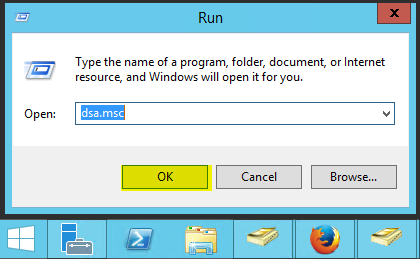 Run
x
Type the name of a program, folder, document, or Internet
resource, and Windows will open it for you.
Open: dsa.msc
OK Cancel Browse...